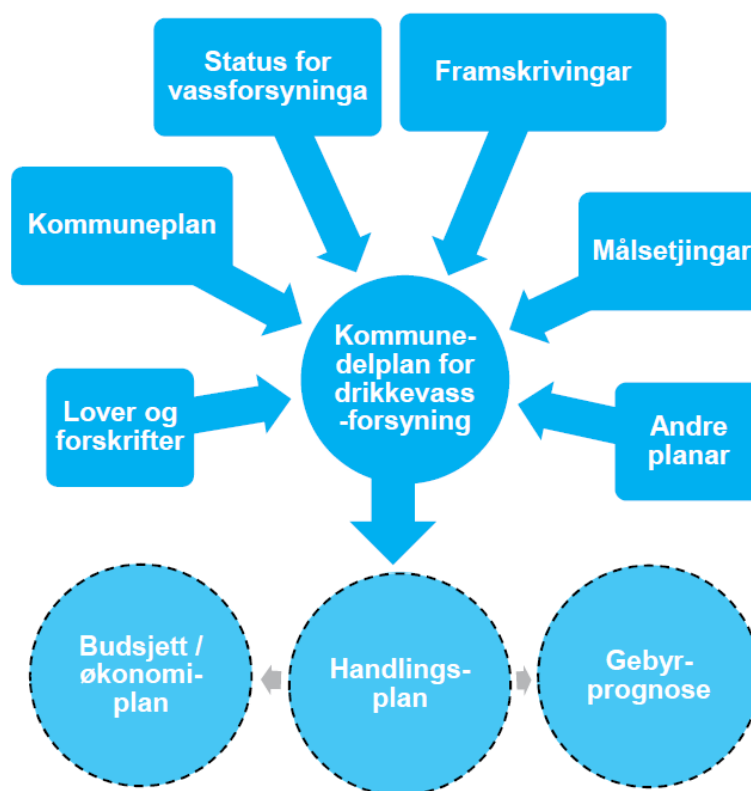 Status for
vassforsyninga
Framskrivingar
Kommuneplan
Målsetjingar
Kommune-
delplan for
drikkevass
-forsyning
Lover og
forskrifter
Andre
planar
Budsjett /
økonomi-
plan
Handlings-
plan
Gebyr-
prognose